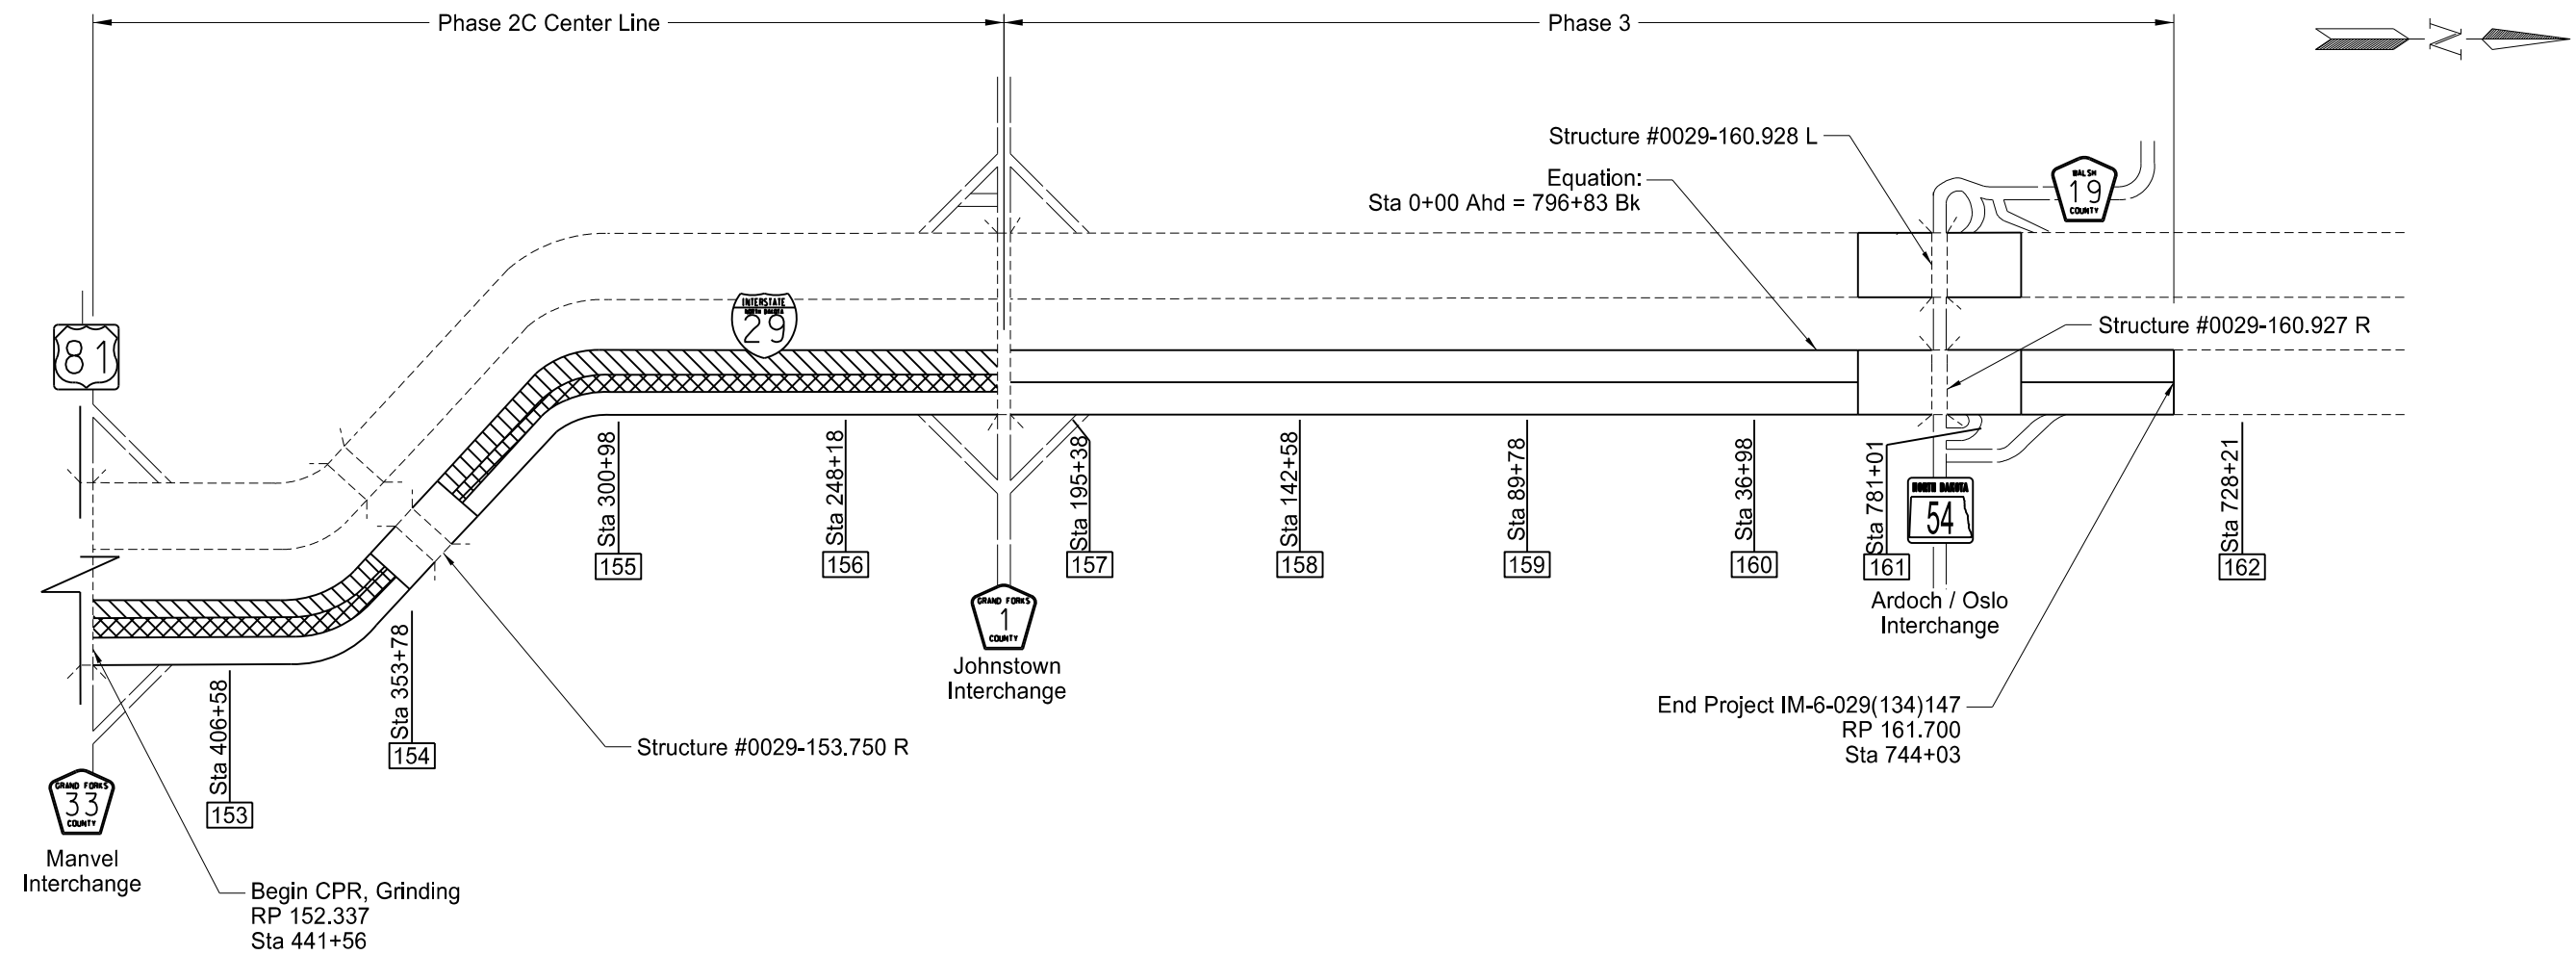 Phase 2C Center Line
Phase 3
N
Structure #0029-160.928 L
Equation:
Sta 0+00 Ahd = 796+83 Bk
WALSH
19
COUNTY
INTERSTATE
NORTH DAKOTA
29
81
Structure #0029-160.927 R
Sta 300+98
155
Sta 248+18
156
Sta 195+38
157
Sta 142+58
158
Sta 89+78
159
Sta 36+98
160
Sta 781+01
161
NORTH DAKOTA
54
Ardoch / Oslo
Interchange
Sta 728+21
162
GRAND FORKS
1
COUNTY
Johnstown
Interchange
Sta 406+58
153
Sta 353+78
154
Structure #0029-153.750 R
End Project IM-6-029(134)147
RP 161.700
Sta 744+03
GRAND FORKS
33
COUNTY
Manvel
Interchange
Begin CPR, Grinding
RP 152.337
Sta 441+56